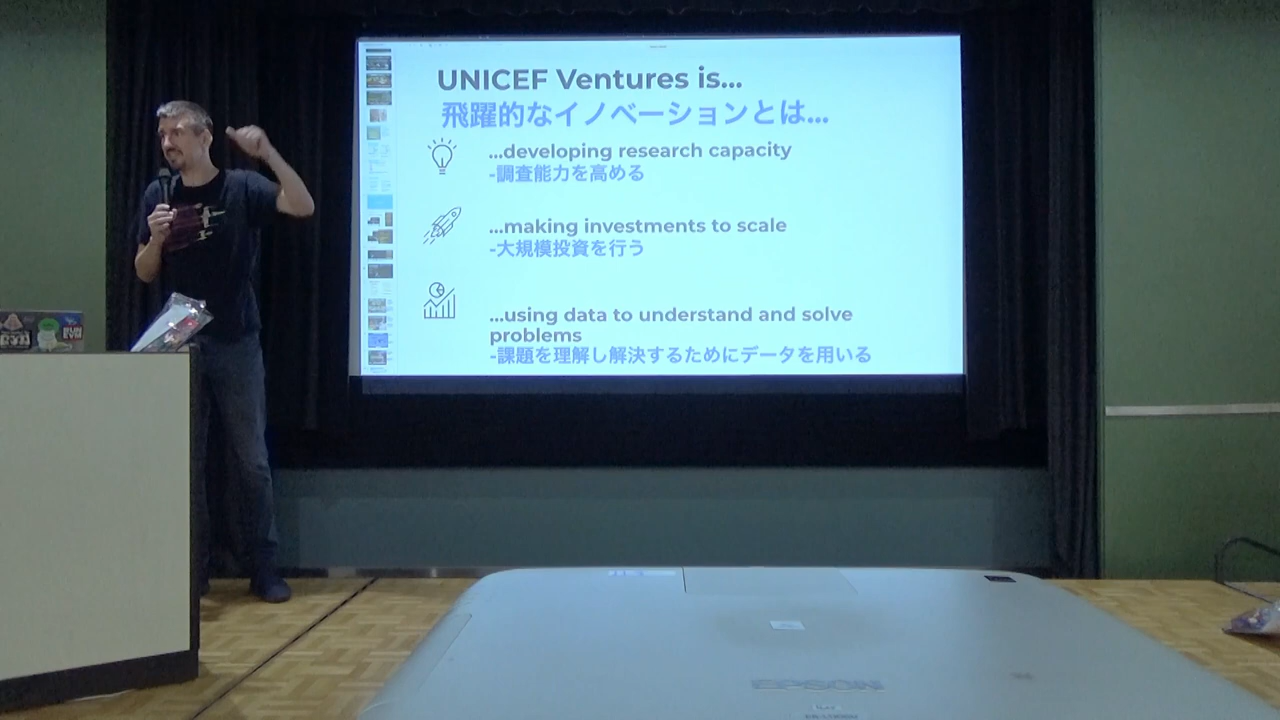 UNICEF Ventures is...
飛躍的なイノベーションとは...
...developing research capacity
-調査能力を高める
...making investments to scale
-大規模投資を行う
...using data to understand and solve
problems
-課題を理解し解決するためにデータを用いる
RUN
EVM
EPSON